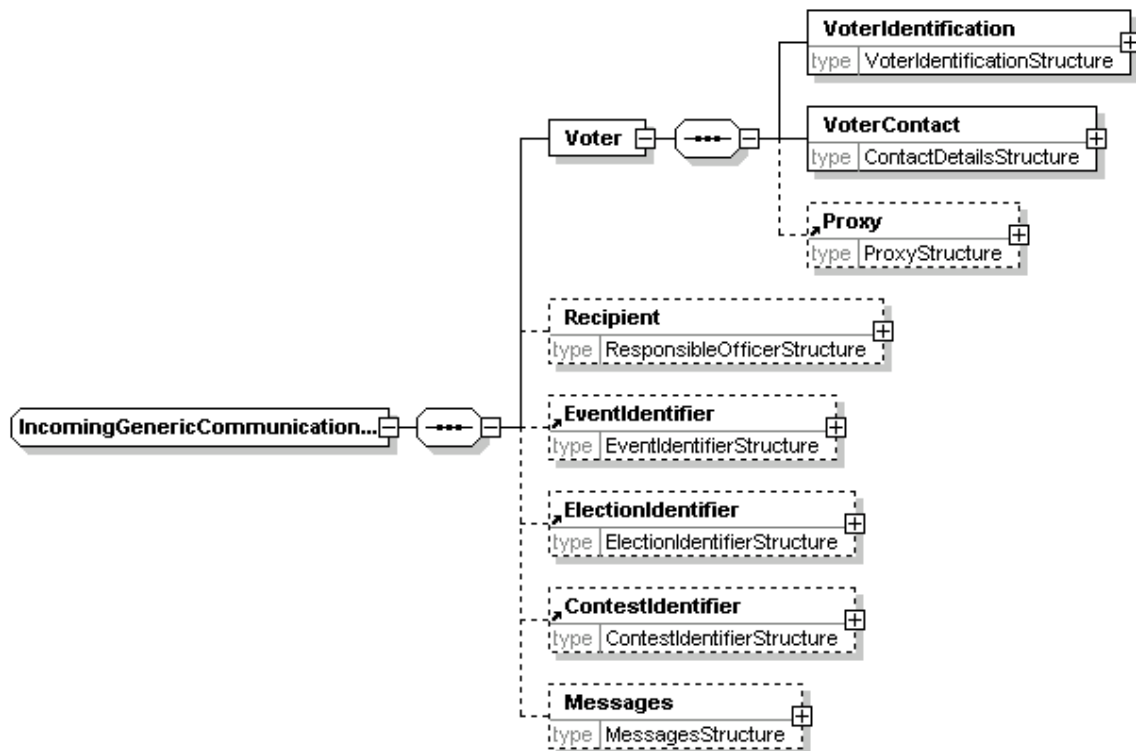 VoterIdentification
type VoterIdentificationStructure
Voter
VoterContact
type ContactDetailsStructure
Proxy
type ProxyStructure
Recipient
type ResponsibleOfficerStructure
IncomingGenericCommunication...
EventIdentifier
type EventIdentifierStructure
ElectionIdentifier
type ElectionIdentifierStructure
ContestIdentifier
type ContestIdentifierStructure
Messages
type MessagesStructure